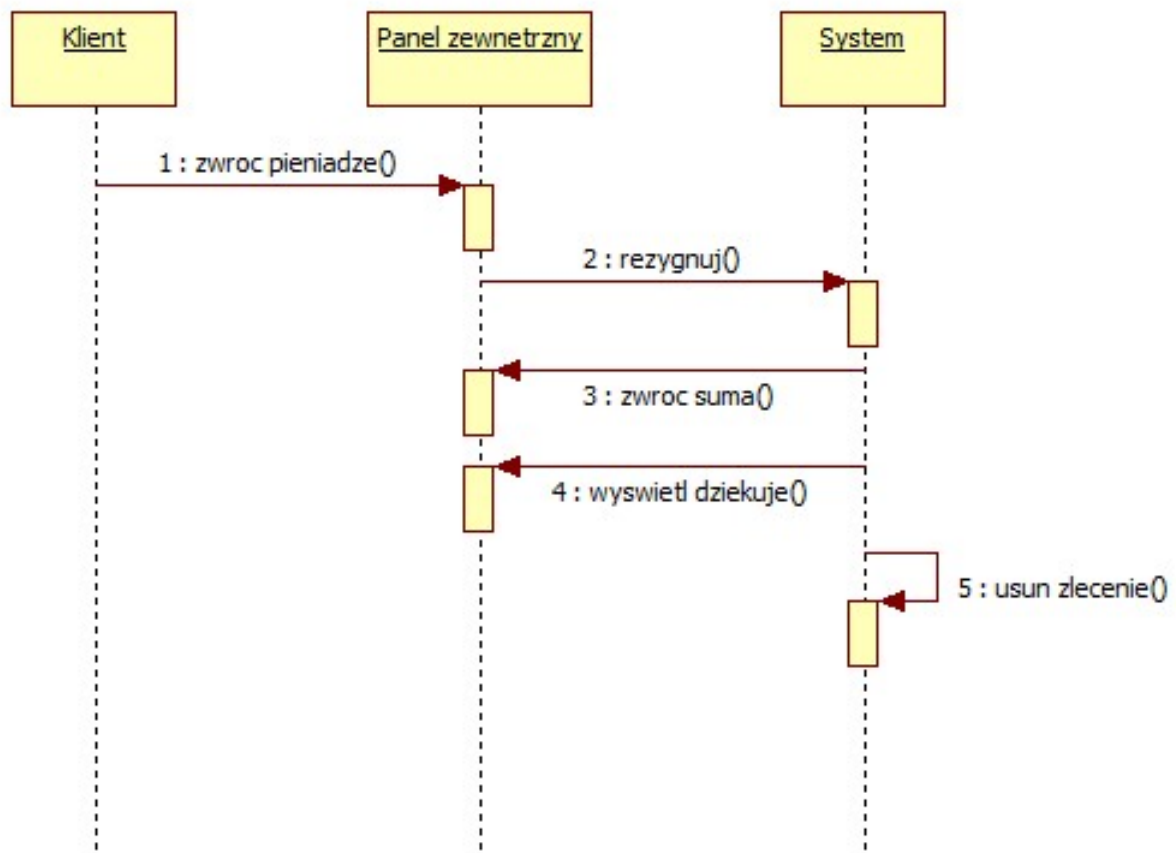 Klient
Panel zewnetrzny
System
1 : zwroc pieniadze()
2 : rezygnuj()
3 : zwroc suma()
4 : wyswietl dziekuje()
5 : usun zlecenie()